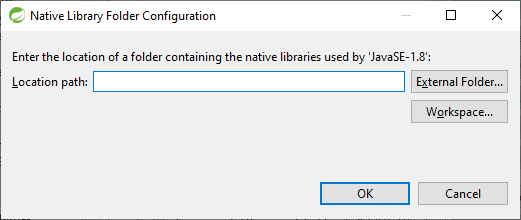 Native Library Folder Configuration
Enter the location of a folder containing the native libraries used by 'JavaSE-1.8':
Location path:
External Folder...
Workspace...
OK
Cancel